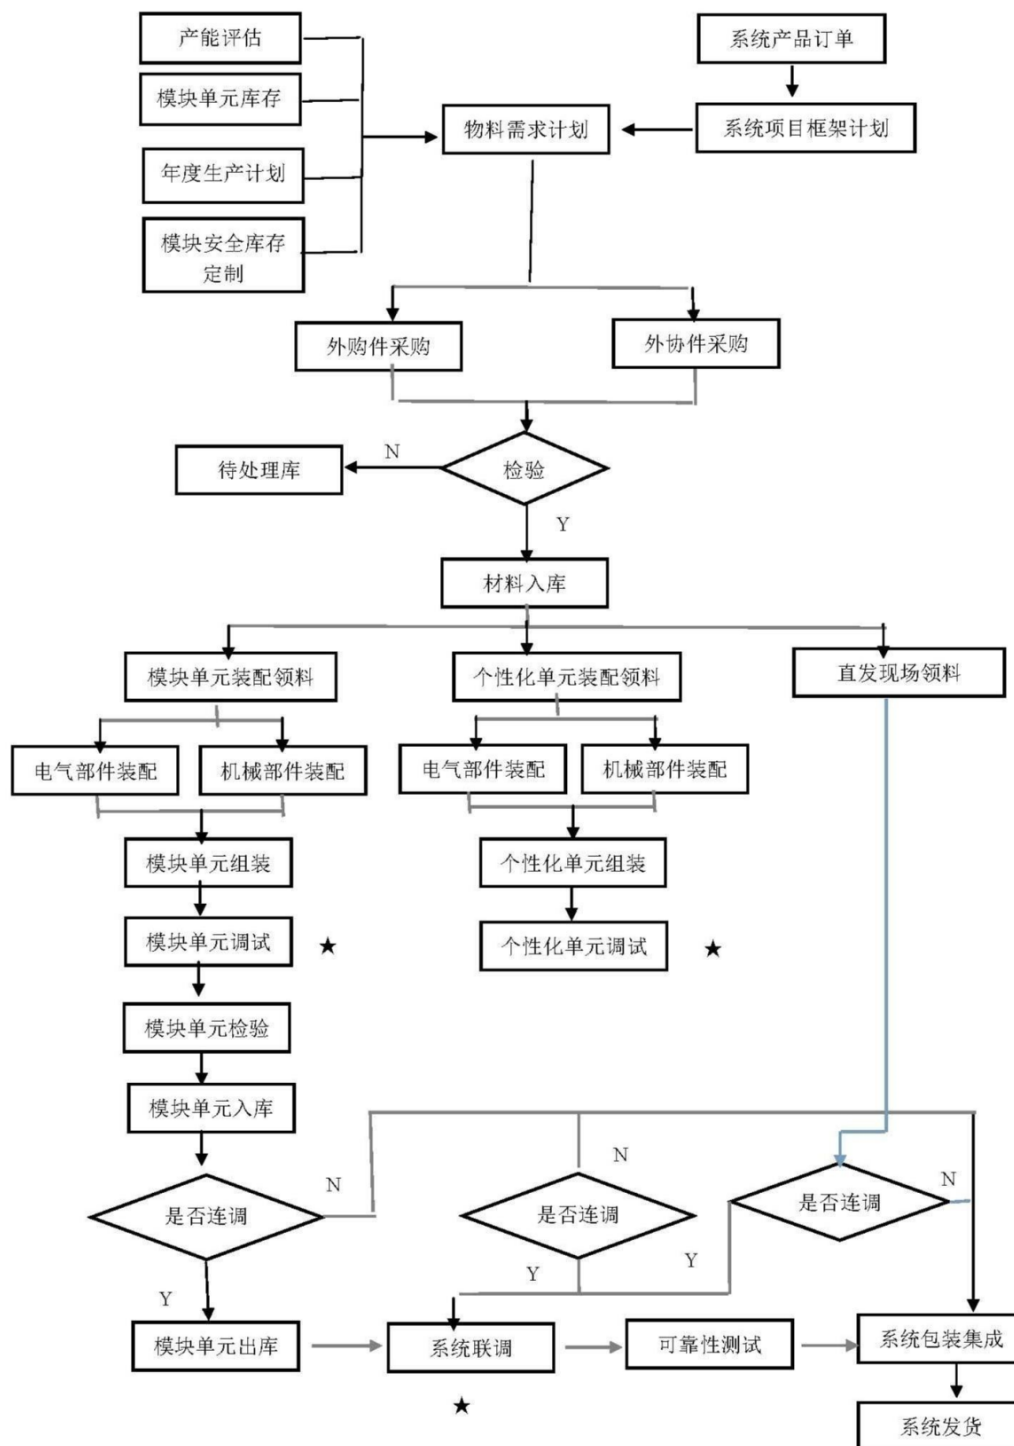 产能评估
系统产品订单
模块单元库存
物料需求计划
系统项目框架计划
年度生产计划
模块安全库存
定制
外购件采购
外协件采购
待处理库
N
检验
Y
材料入库
模块单元装配领料
个性化单元装配领料
直发现场领料
电气部件装配
机械部件装配
电气部件装配
机械部件装配
模块单元组装
个性化单元组装
模块单元调试
★
个性化单元调试
★
模块单元检验
模块单元入库
是否连调
N
是否连调
N
是否连调
N
Y
Y
Y
模块单元出库
系统联调
可靠性测试
系统包装集成
★
系统发货